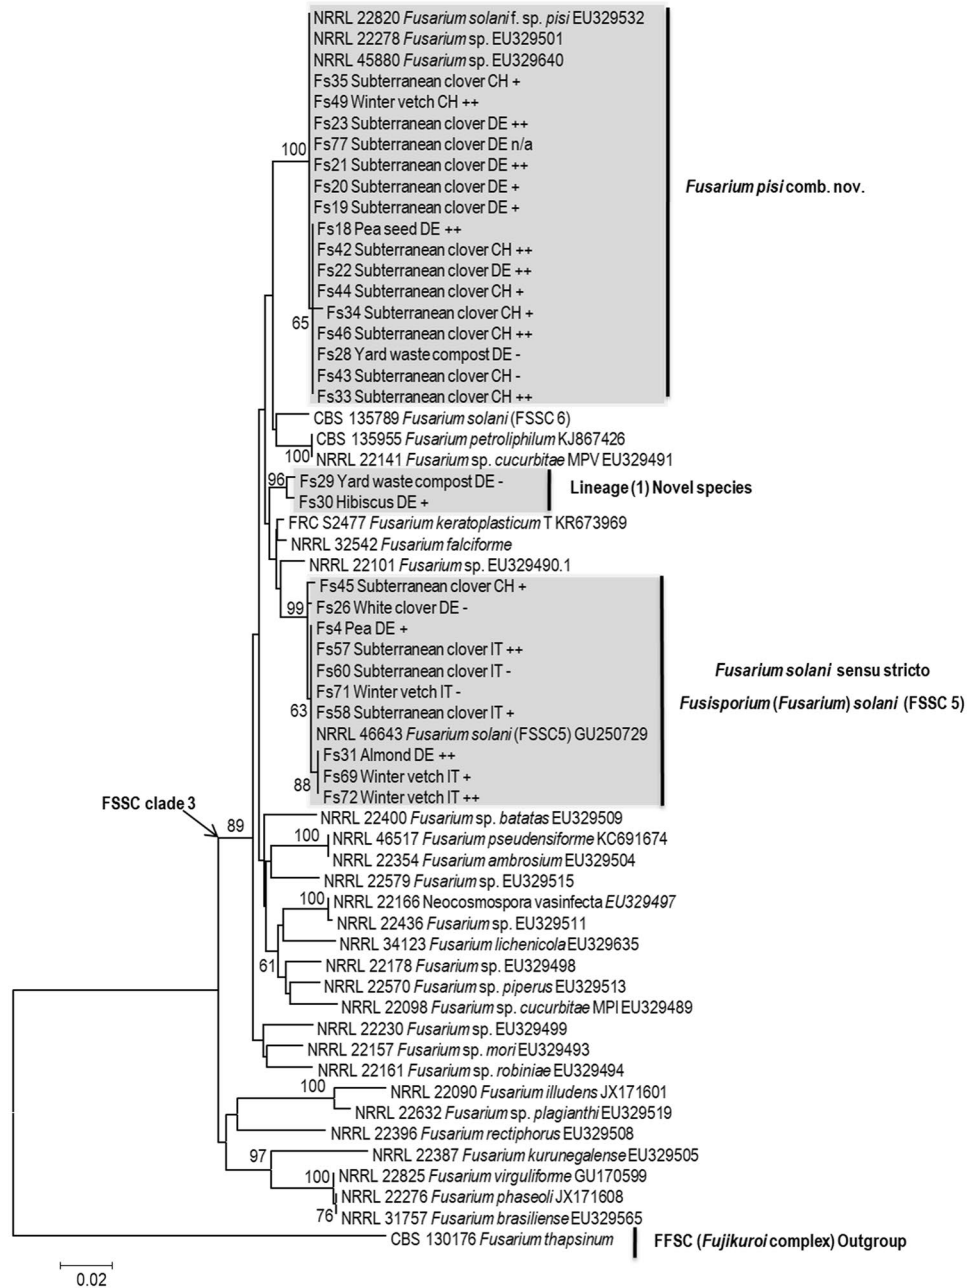 NRRL 22820 Fusarium solani f. sp. pisi EU329532
NRRL 22278 Fusarium sp. EU329501
NRRL 45880 Fusarium sp. EU329640
Fs35 Subterranean clover CH +
Fs49 Winter vetch CH ++
Fs23 Subterranean clover DE ++
Fs77 Subterranean clover DE n/a
100
Fs21 Subterranean clover DE ++
Fs20 Subterranean clover DE +
Fusarium pisi comb. nov.
Fs19 Subterranean clover DE +
Fs18 Pea seed DE ++
Fs42 Subterranean clover CH ++
Fs22 Subterranean clover DE ++
Fs44 Subterranean clover CH +
Fs34 Subterranean clover CH +
65
Fs46 Subterranean clover CH ++
Fs28 Yard waste compost DE -
Fs43 Subterranean clover CH -
Fs33 Subterranean clover CH ++
CBS 135789 Fusarium solani (FSSC 6)
CBS 135955 Fusarium petroliphilum KJ867426
100
NRRL 22141 Fusarium sp. cucurbitae MPV EU329491
96
Fs29 Yard waste compost DE -
Lineage (1) Novel species
Fs30 Hibiscus DE +
FRC S2477 Fusarium keratoplasticum T KR673969
NRRL 32542 Fusarium falciforme
NRRL 22101 Fusarium sp. EU329490.1
Fs45 Subterranean clover CH +
99
Fs26 White clover DE -
Fs4 Pea DE +
Fs57 Subterranean clover IT ++
Fs60 Subterranean clover IT -
Fusarium solani sensu stricto
Fs71 Winter vetch IT -
Fusisporium (Fusarium) solani (FSSC 5)
63
Fs58 Subterranean clover IT +
NRRL 46643 Fusarium solani (FSSC5) GU250729
Fs31 Almond DE ++
88
Fs69 Winter vetch IT +
Fs72 Winter vetch IT ++
FSSC clade 3
NRRL 22400 Fusarium sp. batatas EU329509
89
100
NRRL 46517 Fusarium pseudensiforme KC691674
NRRL 22354 Fusarium ambrosium EU329504
NRRL 22579 Fusarium sp. EU329515
100
NRRL 22166 Neocosmospora vasinfecta EU329497
NRRL 22436 Fusarium sp. EU329511
NRRL 34123 Fusarium lichenicola EU329635
61
NRRL 22178 Fusarium sp. EU329498
NRRL 22570 Fusarium sp. piperus EU329513
NRRL 22098 Fusarium sp. cucurbitae MPI EU329489
NRRL 22230 Fusarium sp. EU329499
NRRL 22157 Fusarium sp. mori EU329493
NRRL 22161 Fusarium sp. robiniae EU329494
100
NRRL 22090 Fusarium illudens JX171601
NRRL 22632 Fusarium sp. plagianthi EU329519
NRRL 22396 Fusarium rectiphorus EU329508
97
NRRL 22387 Fusarium kurunegalense EU329505
100
NRRL 22825 Fusarium virguliforme GU170599
NRRL 22276 Fusarium phaseoli JX171608
76
NRRL 31757 Fusarium brasiliense EU329565
CBS 130176 Fusarium thapsinum
FFSC (Fujikuroi complex) Outgroup
0.02